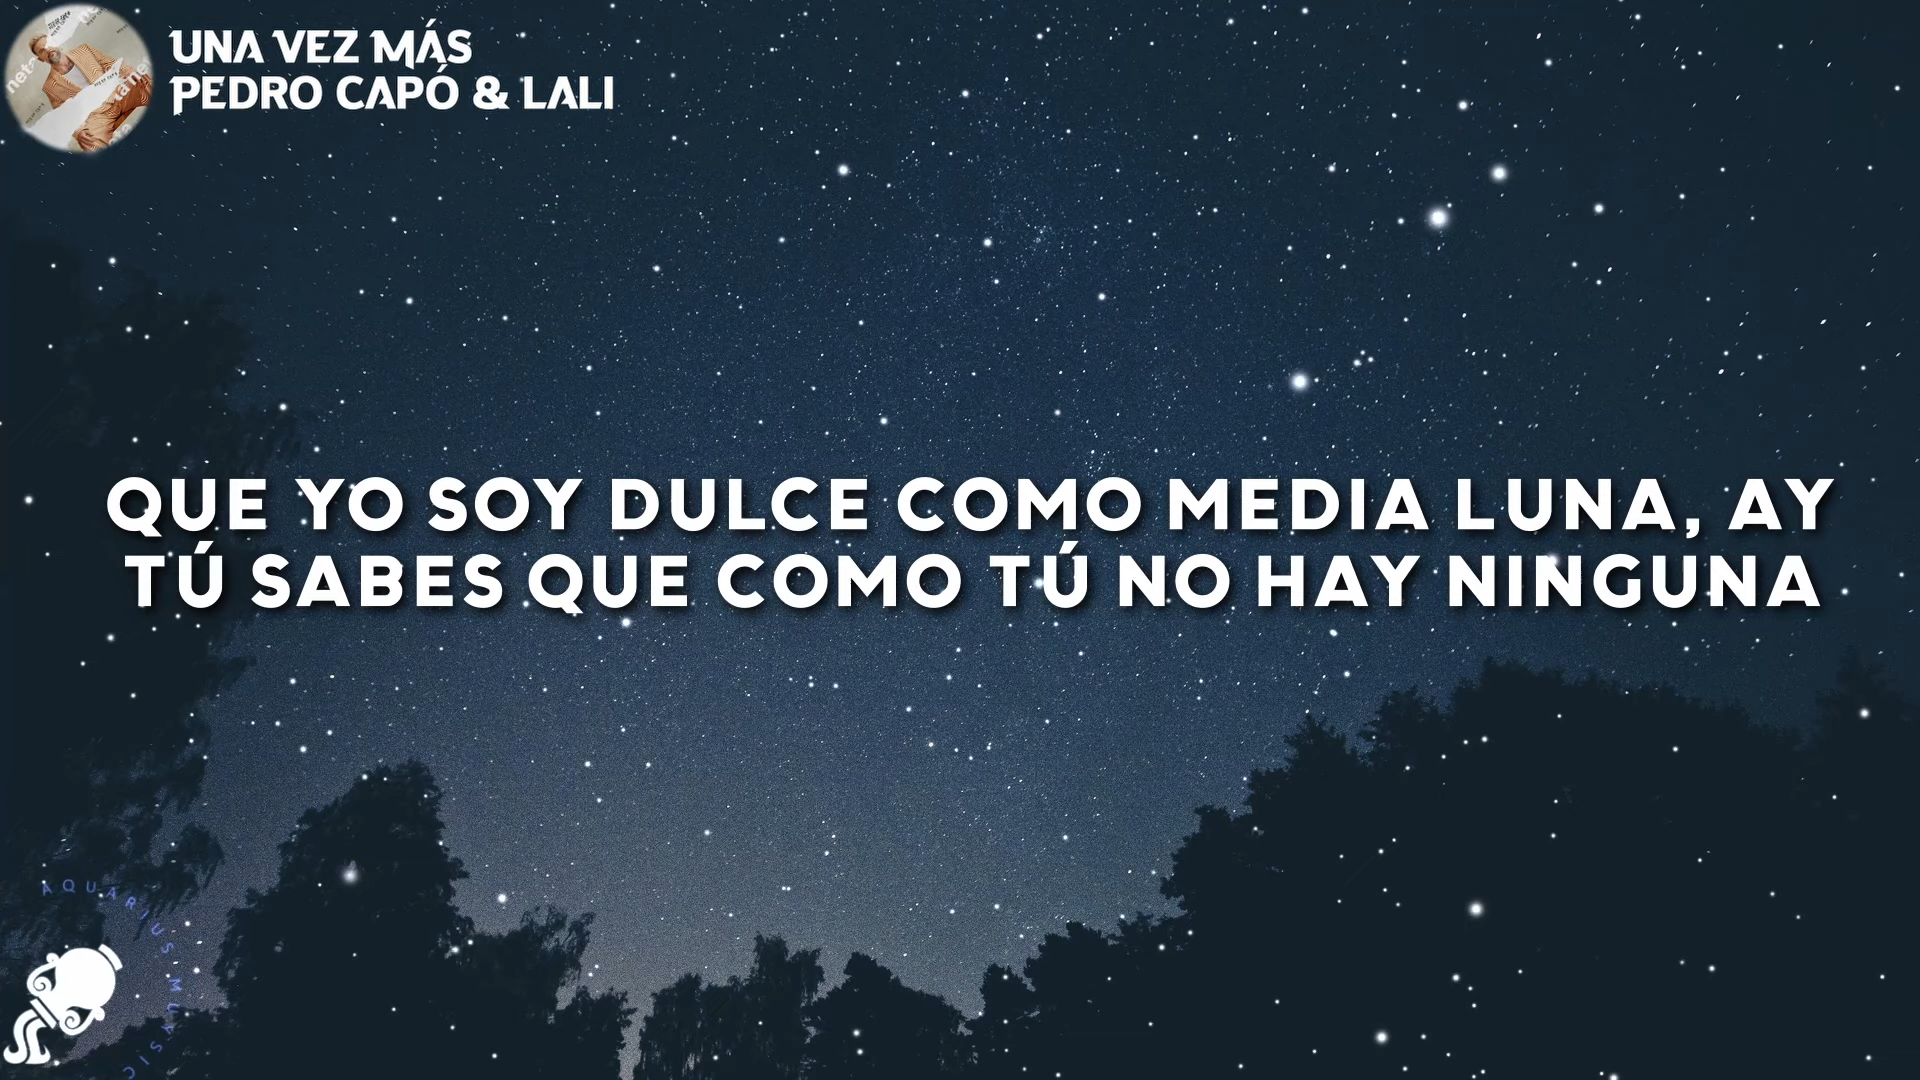 UNA VEZ MÁS
PEDRO CAPÓ & LALI
QUE YO SOY DULCE COMO MEDIA LUNA, AY
TÚ SABES QUE COMO TÚ NO HAY NINGUNA
AQUARIUS MUYSIC